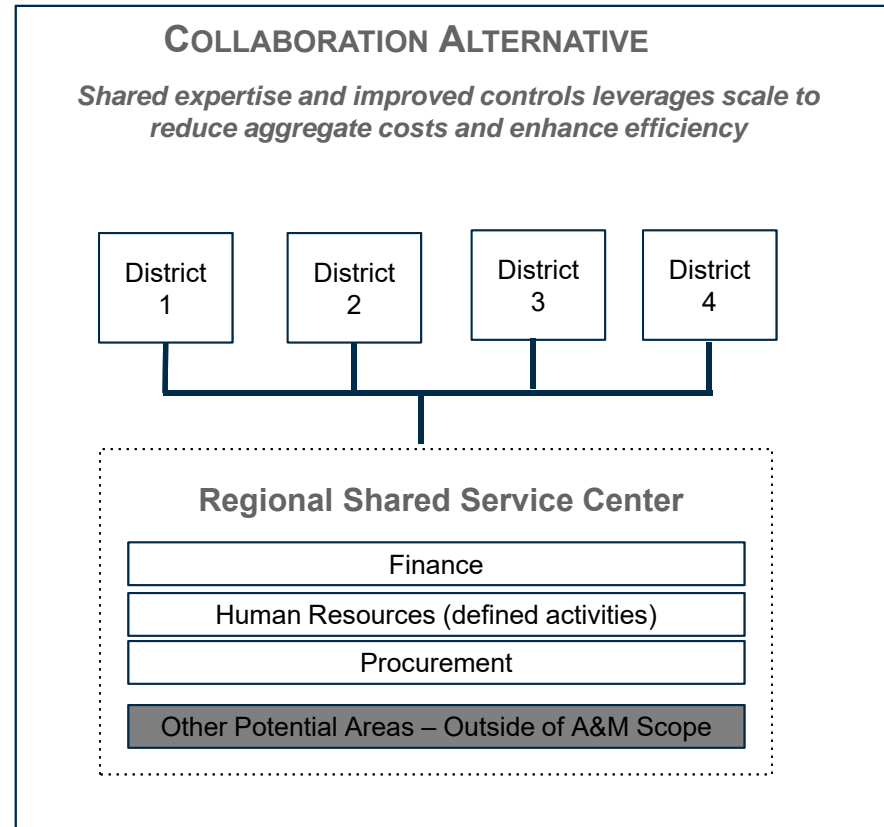 COLLABORATION ALTERNATIVE
Shared expertise and improved controls leverages scale to
reduce aggregate costs and enhance efficiency
District
1
District
2
District
3
District
4
Regional Shared Service Center
Finance
Human Resources (defined activities)
Procurement
Other Potential Areas – Outside of A&M Scope